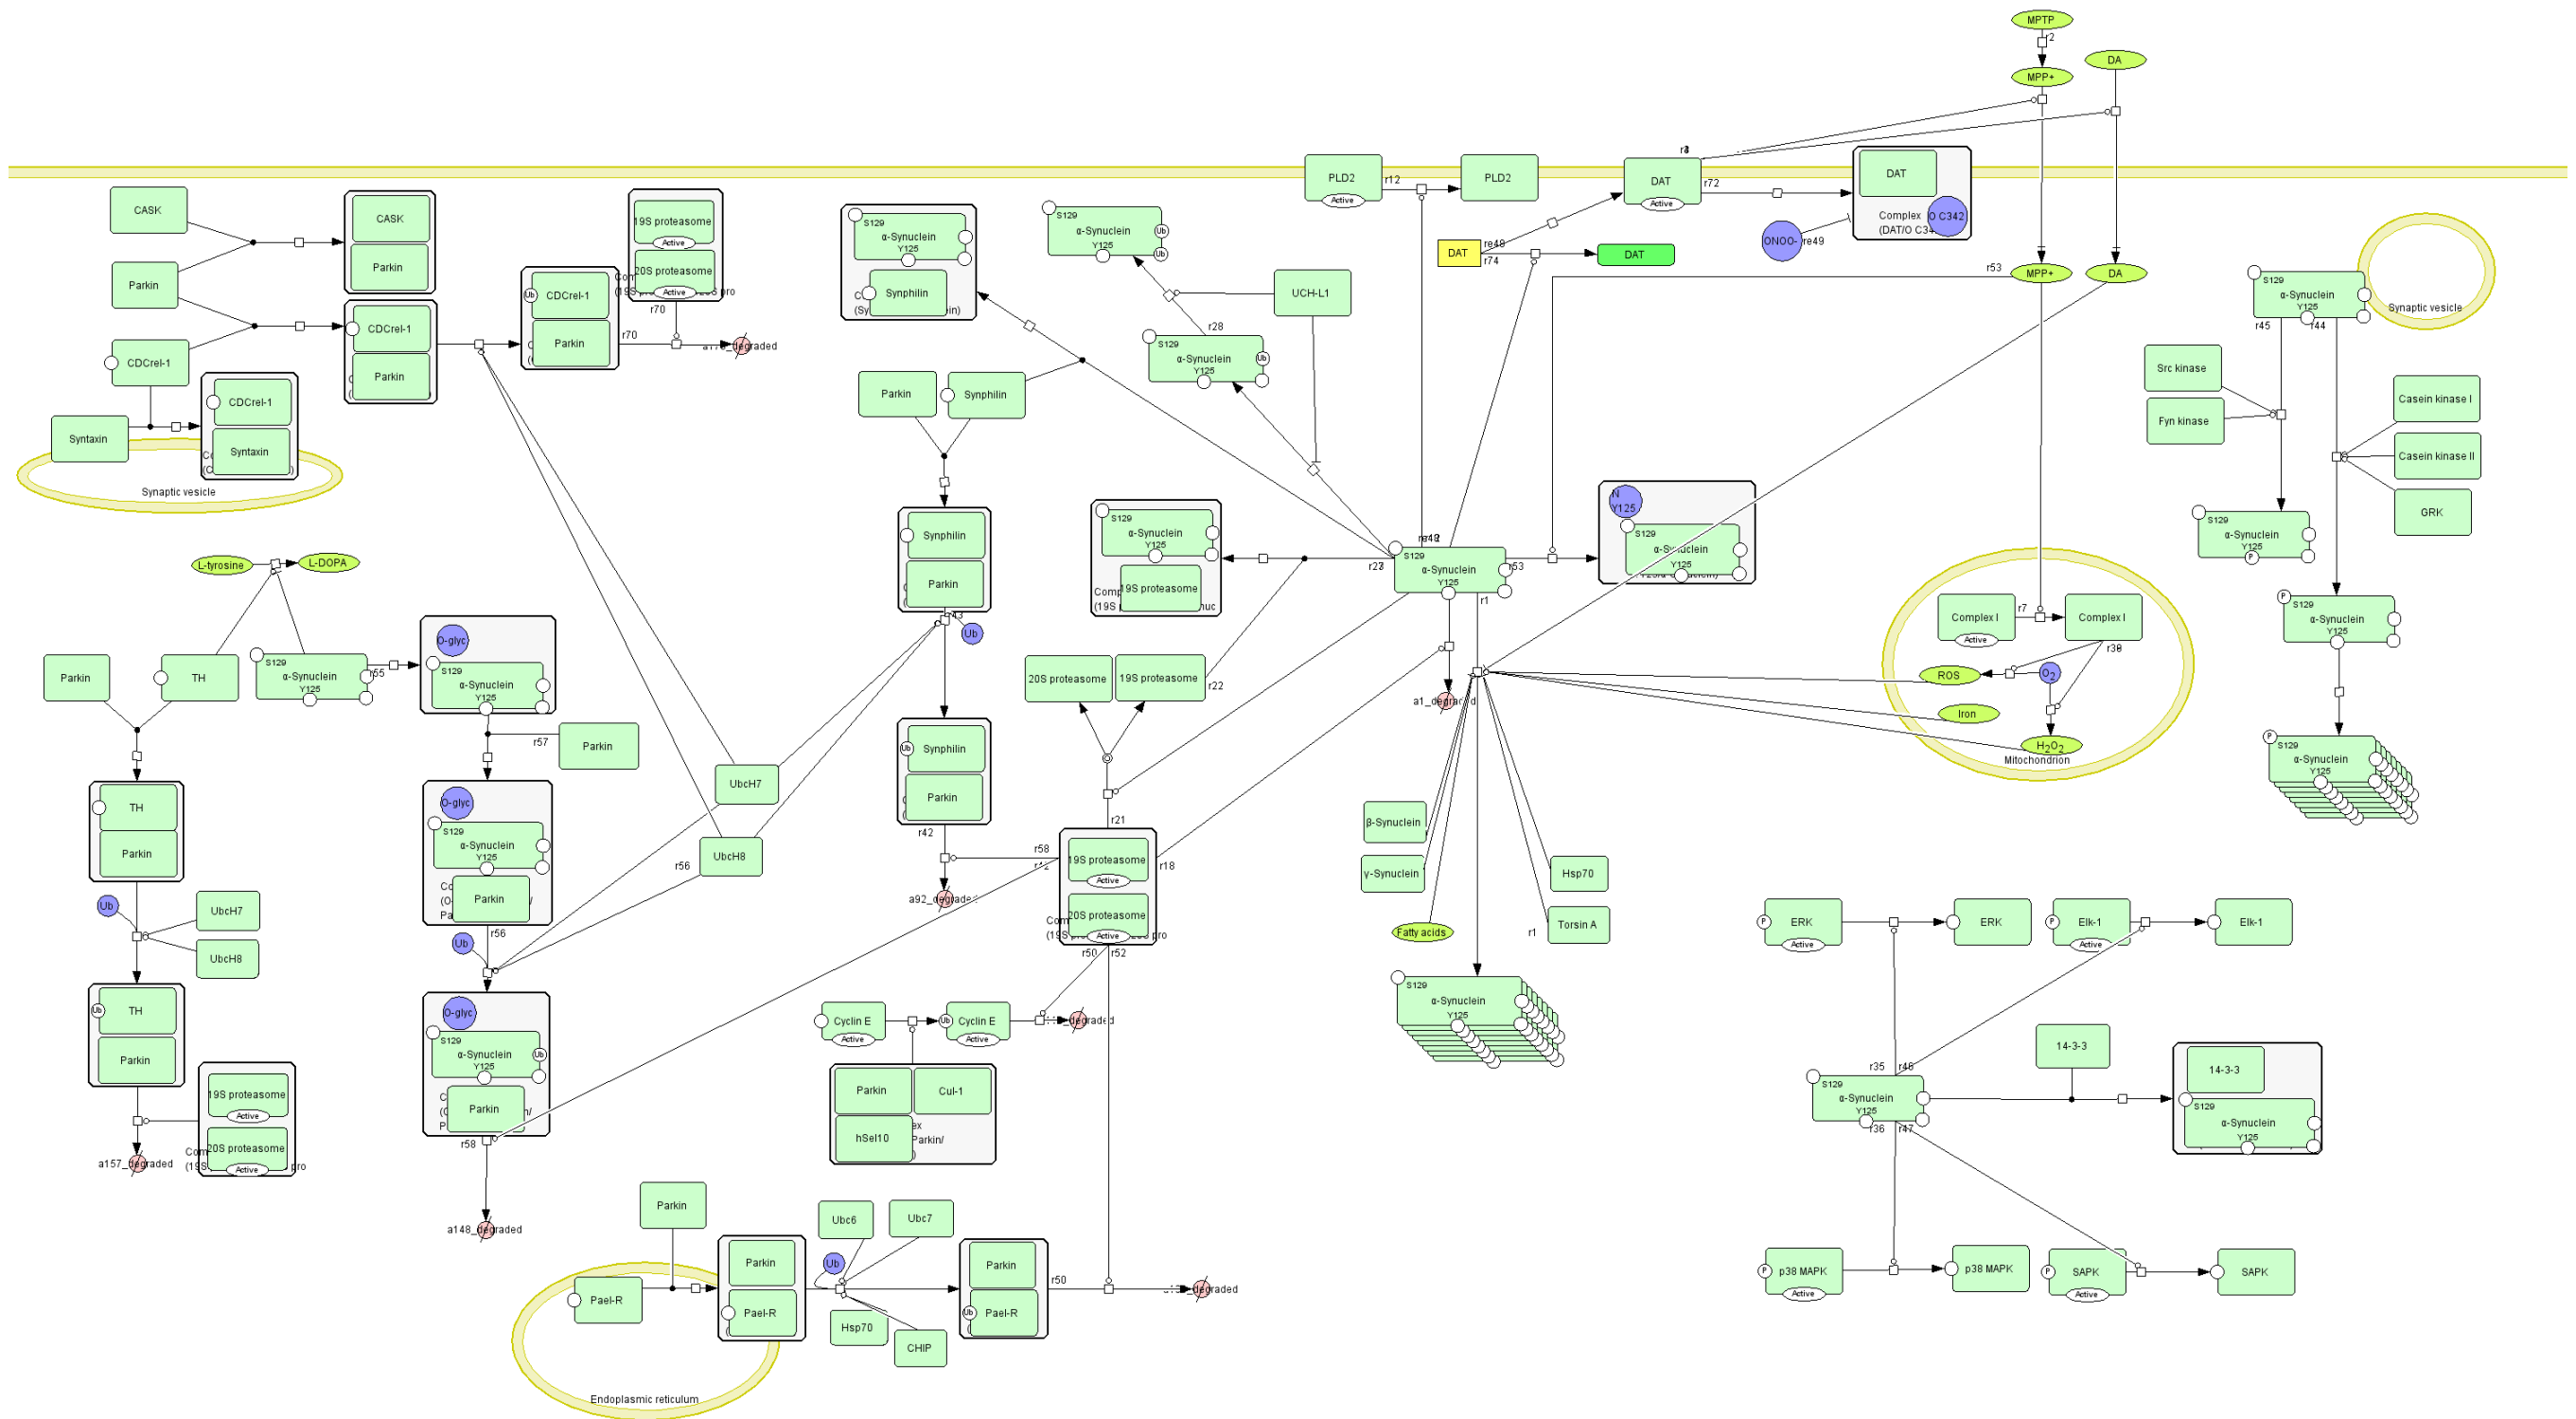 MPTP
r2
MPP+
DA
PLD2
Active
r12
PLD2
DAT
Active
r72
DAT
O C342
Complex
ONOO-
re49
DAT
re48
r74
DAT
r53
MPP+
DA
CASK
Parkin
CDCrel-1
Syntaxin
CDCrel-1
Syntaxin
Synaptic vesicle
CASK
Parkin
CDCrel-1
Parkin
Ub
CDCrel-1
Parkin
r70
19S proteasome
Active
20S proteasome
Active
r70
S129
α-Synuclein
Y125
Synphilin
S129
α-Synuclein
Y125
Ub
Ub
r28
S129
α-Synuclein
Y125
Ub
UCH-L1
Parkin
Synphilin
Synphilin
Parkin
Ub
Ub
Synphilin
Parkin
r42
a92_degraded
S129
α-Synuclein
Y125
19S proteasome
20S proteasome
19S proteasome
r22
r21
S129
α-Synuclein
Y125
r53
r1
a1_degraded
N
Y125
S129
α-Synuclein
Y125
S129
α-Synuclein
Y125
r45
r44
Synaptic vesicle
Src kinase
Fyn kinase
Casein kinase I
Casein kinase II
GRK
S129
α-Synuclein
Y125
P
P
S129
α-Synuclein
Y125
P
S129
α-Synuclein
Y125
Complex I
Active
r7
Complex I
ROS
O2
Iron
H2O2
Mitochondrion
L-tyrosine
L-DOPA
Parkin
TH
S129
α-Synuclein
Y125
r55
O-glyc
S129
α-Synuclein
Y125
r57
Parkin
TH
Parkin
Ub
UbcH7
UbcH8
Ub
TH
Parkin
19S proteasome
Active
20S proteasome
Active
a157_degraded
O-glyc
S129
α-Synuclein
Y125
Parkin
r56
Ub
O-glyc
S129
α-Synuclein
Y125
Ub
Parkin
r58
a148_degraded
UbcH7
UbcH8
r56
r58
19S proteasome
Active
20S proteasome
Active
r18
r50
r52
β-Synuclein
γ-Synuclein
Fatty acids
Hsp70
Torsin A
r1
S129
α-Synuclein
Y125
Cyclin E
Active
Ub
Cyclin E
Active
Parkin
Cul-1
hSel10
Parkin/
Parkin
Pael-R
Endoplasmic reticulum
Parkin
Pael-R
Ubc6
Ubc7
Ub
Hsp70
CHIP
Parkin
Ub
Pael-R
r50
P
ERK
Active
ERK
P
Elk-1
Active
Elk-1
r35
r46
S129
α-Synuclein
Y125
r36
r47
14-3-3
14-3-3
S129
α-Synuclein
Y125
P
p38 MAPK
Active
p38 MAPK
P
SAPK
Active
SAPK